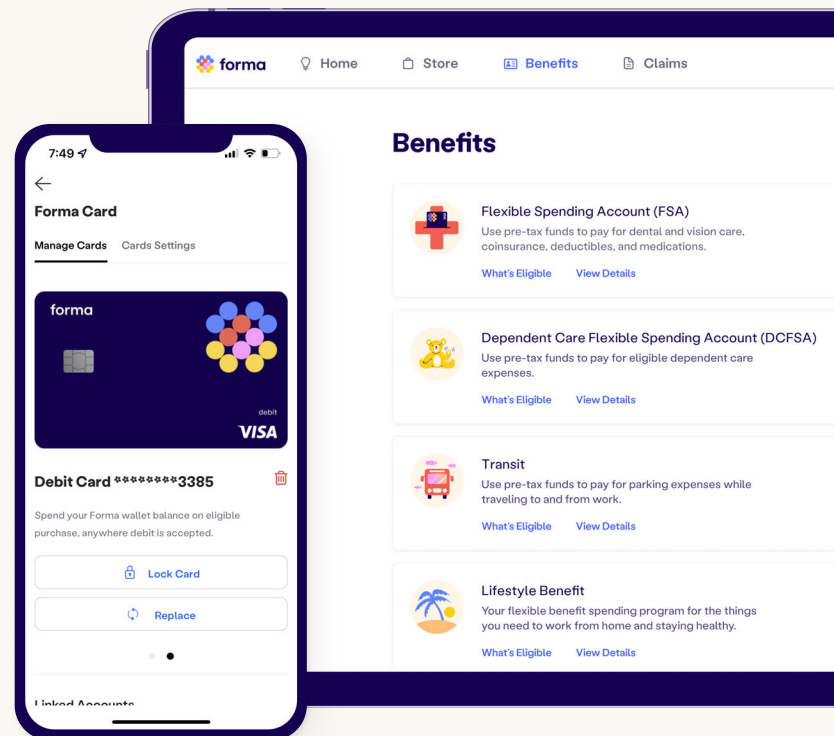 forma
Home
Store
Benefits
Claims
Benefits
Flexible Spending Account (FSA)
Use pre-tax funds to pay for dental and vision care,
coinsurance, deductibles, and medications.
What's Eligible View Details
Dependent Care Flexible Spending Account (DCFSA)
Use pre-tax funds to pay for eligible dependent care
expenses.
What's Eligible View Details
Transit
Use pre-tax funds to pay for parking expenses while
traveling to and from work.
What's Eligible View Details
Lifestyle Benefit
Your flexible benefit spending program for the things
you need to work from home and staying healthy.
What's Eligible View Details
7:49
Forma Card
Manage Cards Cards Settings
forma
debit
VISA
Debit Card ********3385
Spend your Forma wallet balance on eligible
purchase, anywhere debit is accepted.
Lock Card
Replace
Linked Accounts